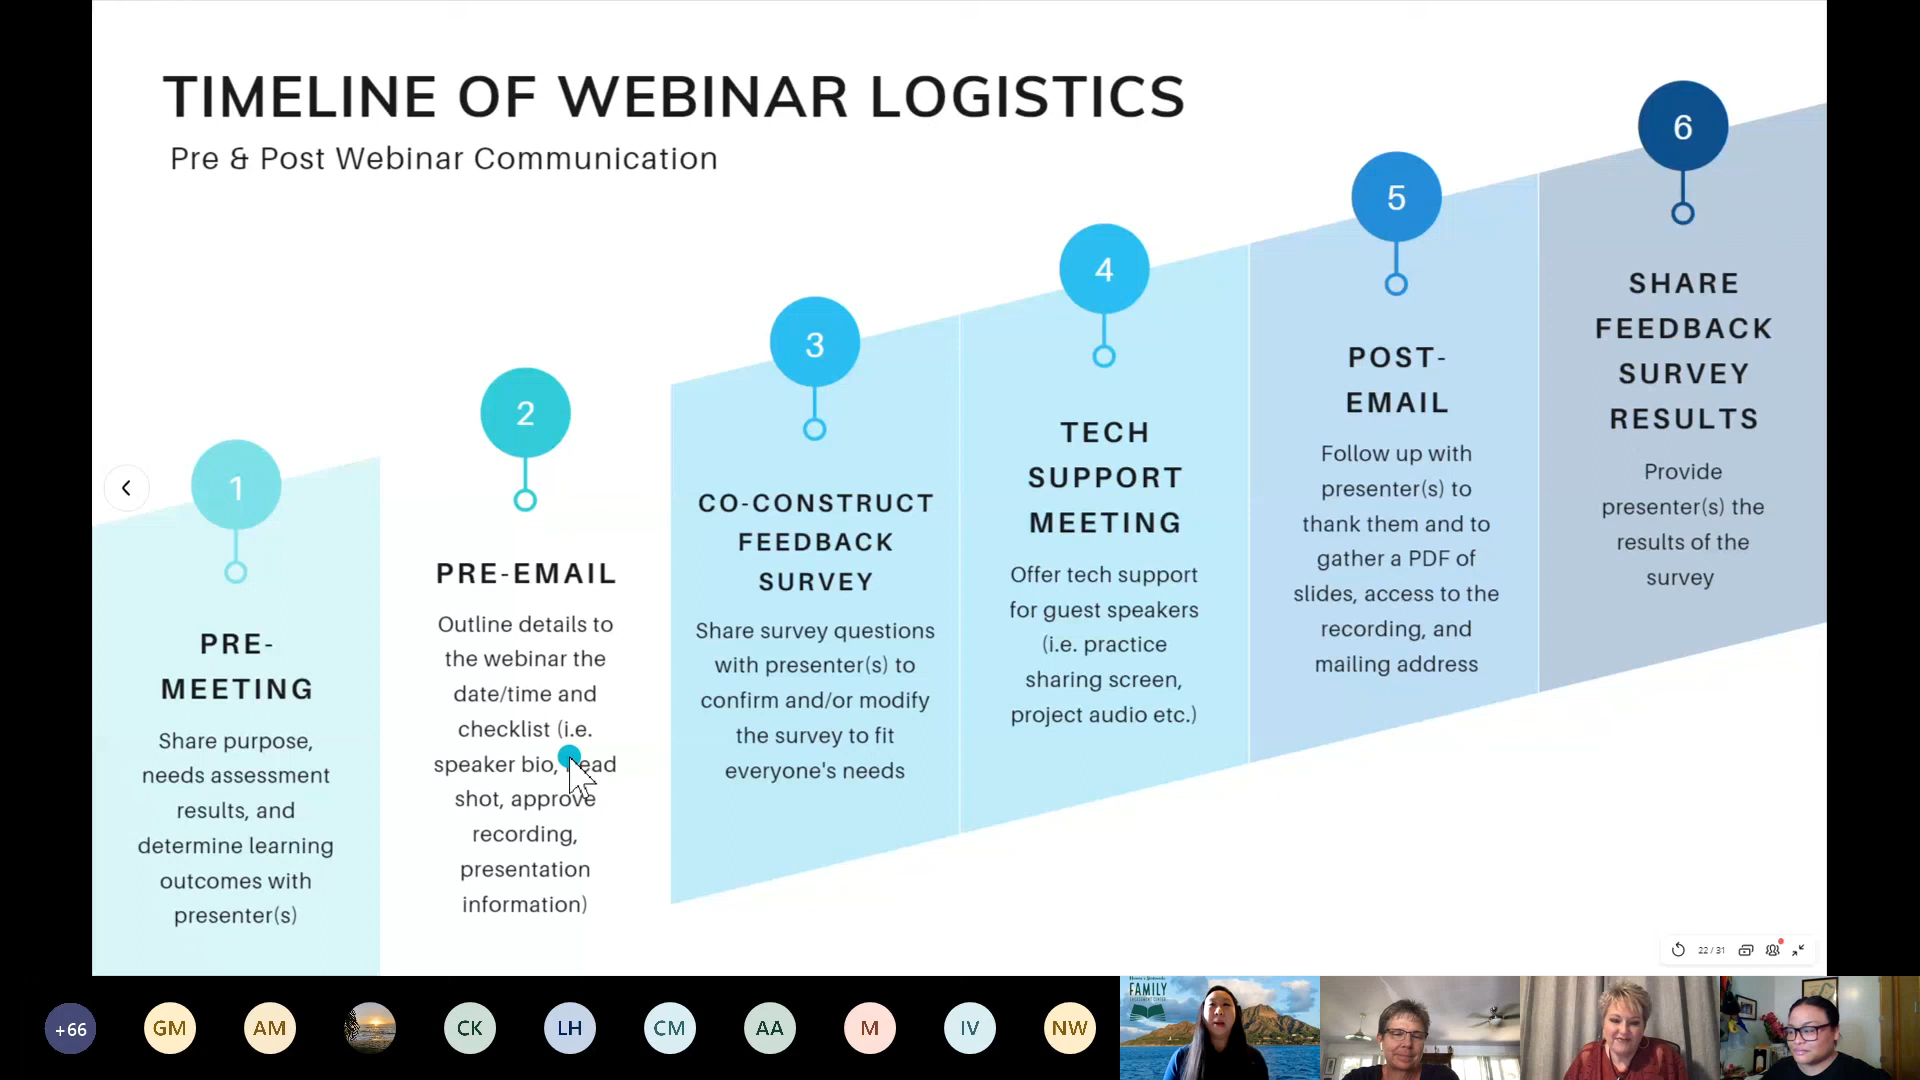 TIMELINE OF WEBINAR LOGISTICS
Pre & Post Webinar Communication
1
PRE-
MEETING
Share purpose,
needs assessment
results, and
determine learning
outcomes with
presenter(s)
2
PRE-EMAIL
Outline details to
the webinar the
date/time and
checklist (i.e.
speaker bio, head
shot, approve
recording,
presentation
information)
3
CO-CONSTRUCT
FEEDBACK
SURVEY
Share survey questions
with presenter(s) to
confirm and/or modify
the survey to fit
everyone's needs
4
TECH
SUPPORT
MEETING
Offer tech support
for guest speakers
(i.e. practice
sharing screen,
project audio etc.)
5
POST-
EMAIL
Follow up with
presenter(s) to
thank them and to
gather a PDF of
slides, access to the
recording, and
mailing address
6
SHARE
FEEDBACK
SURVEY
RESULTS
Provide
presenter(s) the
results of the
survey
22 / 31
+66
GM
AM
CK
LH
CM
AA
M
IV
NW
FAMILY